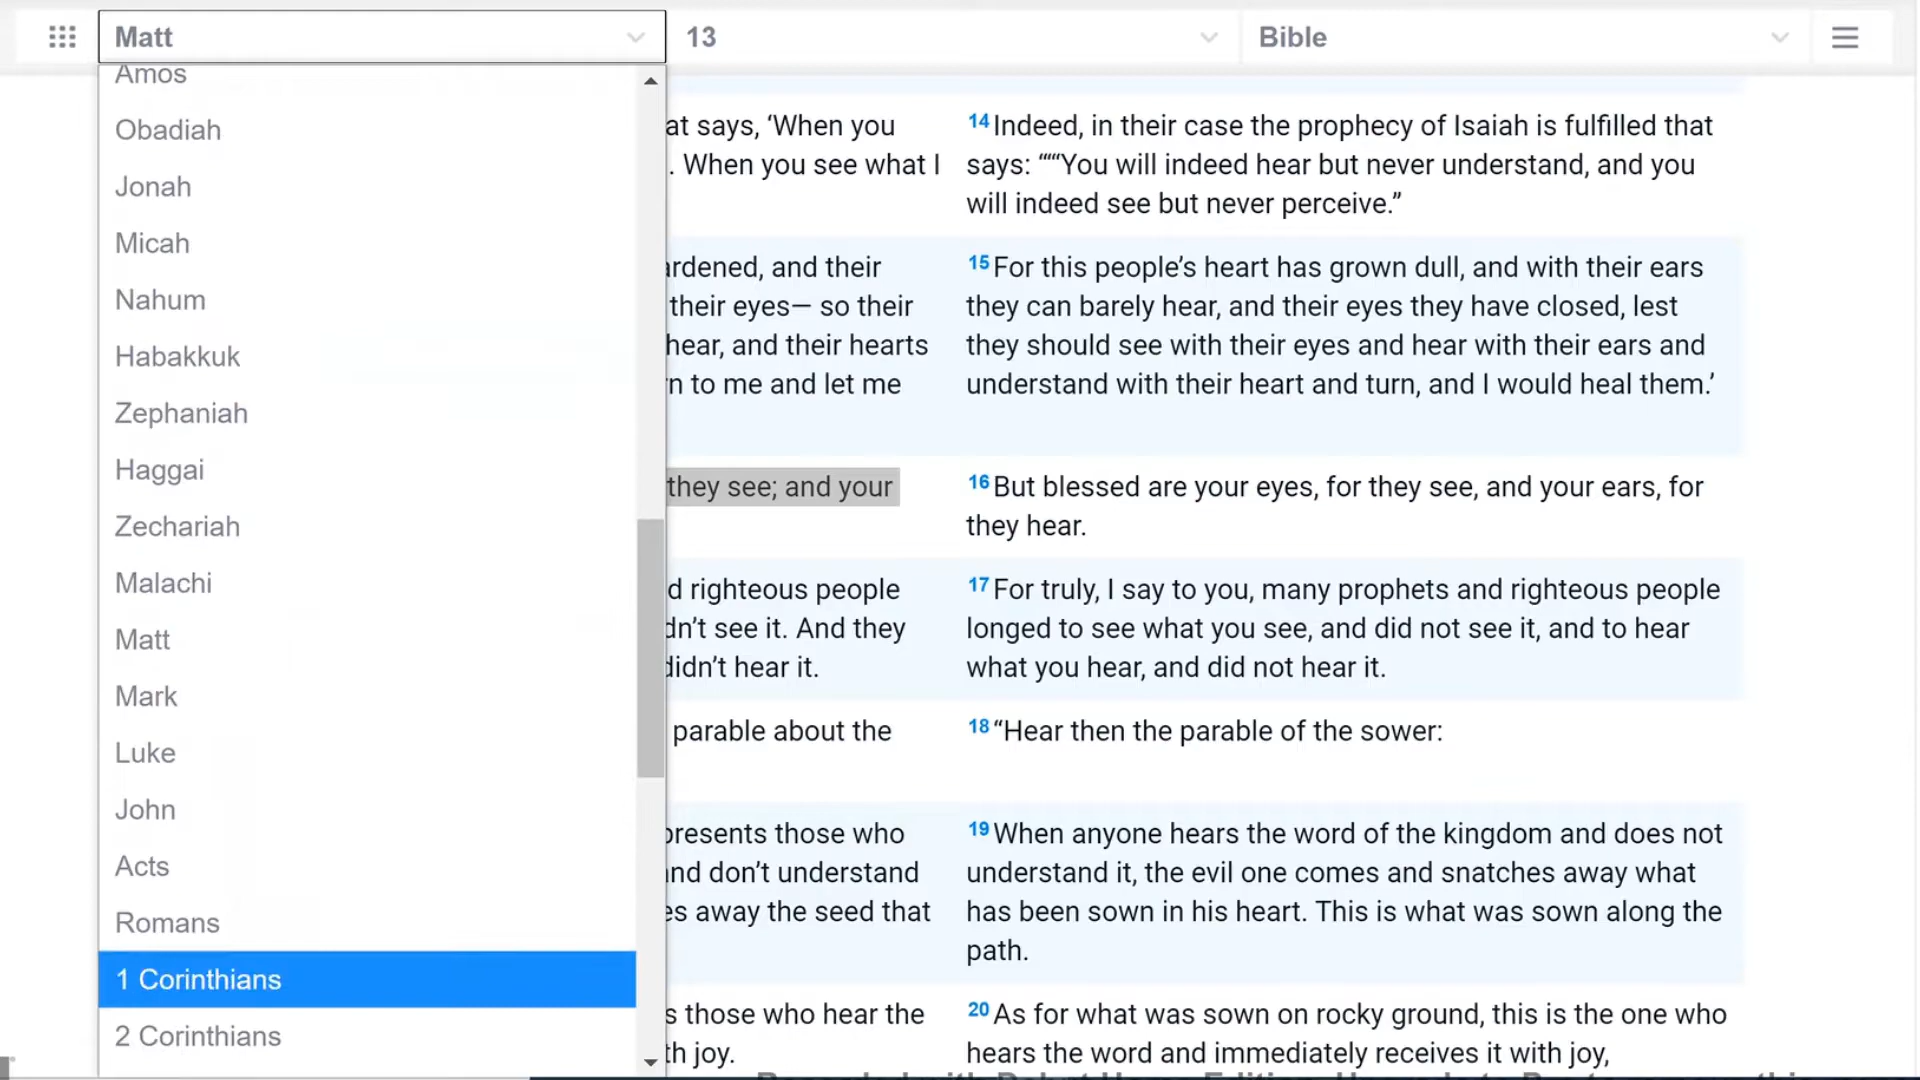 Matt
13
Bible
Amos
Obadiah
Jonah
Micah
Nahum
Habakkuk
Zephaniah
Haggai
Zechariah
Malachi
Matt
Mark
Luke
John
Acts
Romans
1 Corinthians
2 Corinthians
at says, ‘When you
. When you see what I
ardened, and their
their eyes— so their
hear, and their hearts
n to me and let me
they see; and your
d righteous people
dn’t see it. And they
didn’t hear it.
parable about the
presents those who
and don’t understand
es away the seed that
s those who hear the
th joy.
14 Indeed, in their case the prophecy of Isaiah is fulfilled that
says: “‘“You will indeed hear but never understand, and you
will indeed see but never perceive.”
15 For this people’s heart has grown dull, and with their ears
they can barely hear, and their eyes they have closed, lest
they should see with their eyes and hear with their ears and
understand with their heart and turn, and I would heal them.’
16 But blessed are your eyes, for they see, and your ears, for
they hear.
17 For truly, I say to you, many prophets and righteous people
longed to see what you see, and did not see it, and to hear
what you hear, and did not hear it.
18 “Hear then the parable of the sower:
19 When anyone hears the word of the kingdom and does not
understand it, the evil one comes and snatches away what
has been sown in his heart. This is what was sown along the
path.
20 As for what was sown on rocky ground, this is the one who
hears the word and immediately receives it with joy,